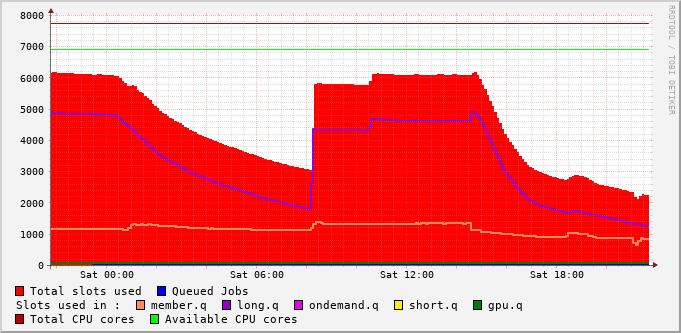 8000
7000
6000
5000
4000
3000
2000
1000
0
Sat 00:00 Sat 06:00 Sat 12:00 Sat 18:00
RRDTOOL / TOBI OETIKER
Total slots used Queued Jobs
Slots used in : member.q long.q ondemand.q short.q gpu.q
Total CPU cores Available CPU cores